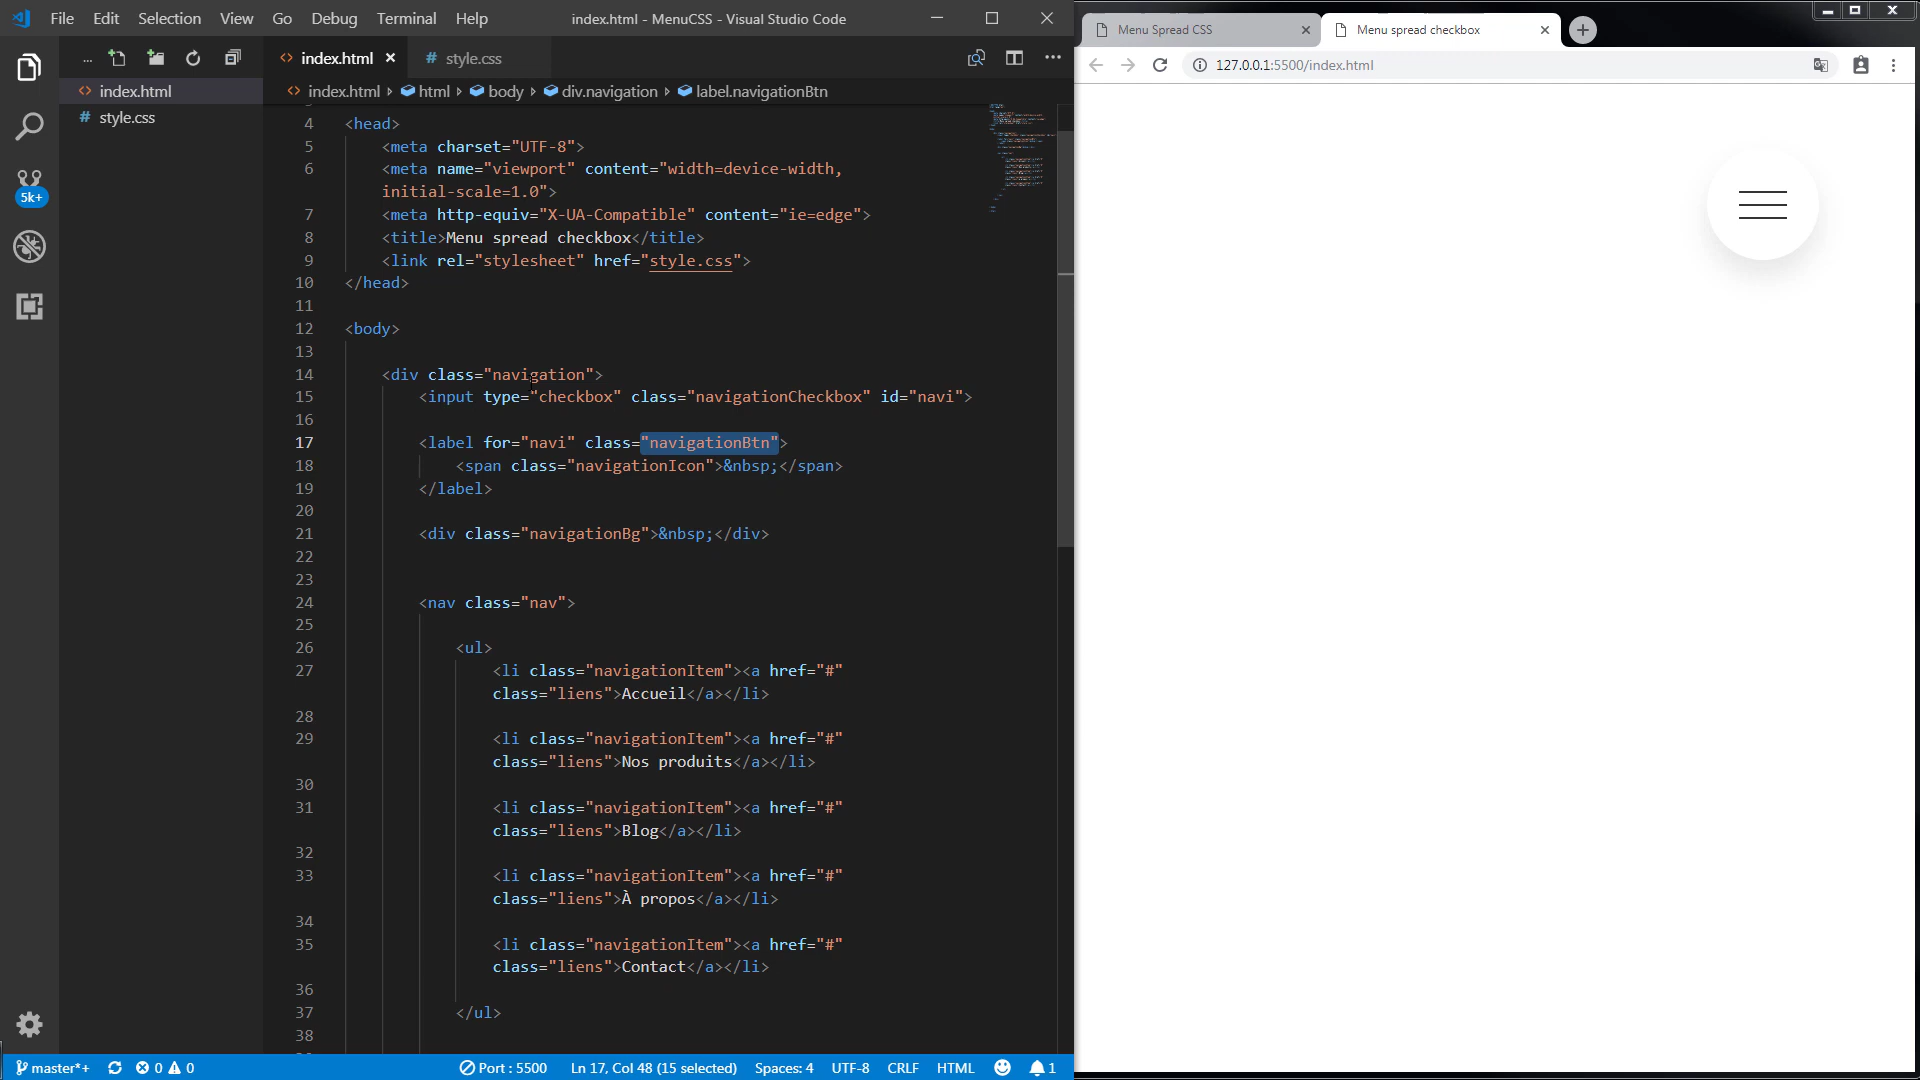 File Edit Selection View Go Debug Terminal Help
index.html - MenuCSS - Visual Studio Code
... 
<> index.html
# style.css
<> index.html ×
# style.css
...
<> index.html › html › body › div.navigation › label.navigationBtn
4 <head>
5 <meta charset="UTF-8">
6 <meta name="viewport" content="width=device-width,
initial-scale=1.0">
7 <meta http-equiv="X-UA-Compatible" content="ie=edge">
8 <title>Menu spread checkbox</title>
9 <link rel="stylesheet" href="style.css">
10 </head>
11
12 <body>
13
14 <div class="navigation">
15 <input type="checkbox" class="navigationCheckbox" id="navi">
16
17 <label for="navi" class="navigationBtn">
18 <span class="navigationIcon">&nbsp;</span>
19 </label>
20
21 <div class="navigationBg">&nbsp;</div>
22
23
24 <nav class="nav">
25
26 <ul>
27 <li class="navigationItem"><a href="#"
class="liens">Accueil</a></li>
28
29 <li class="navigationItem"><a href="#"
class="liens">Nos produits</a></li>
30
31 <li class="navigationItem"><a href="#"
class="liens">Blog</a></li>
32
33 <li class="navigationItem"><a href="#"
class="liens">À propos</a></li>
34
35 <li class="navigationItem"><a href="#"
class="liens">Contact</a></li>
36
37 </ul>
38
5k+
master*+ 0 0 Port : 5500 Ln 17, Col 48 (15 selected) Spaces: 4 UTF-8 CRLF HTML 1
Menu Spread CSS
Menu spread checkbox
127.0.0.1:5500/index.html